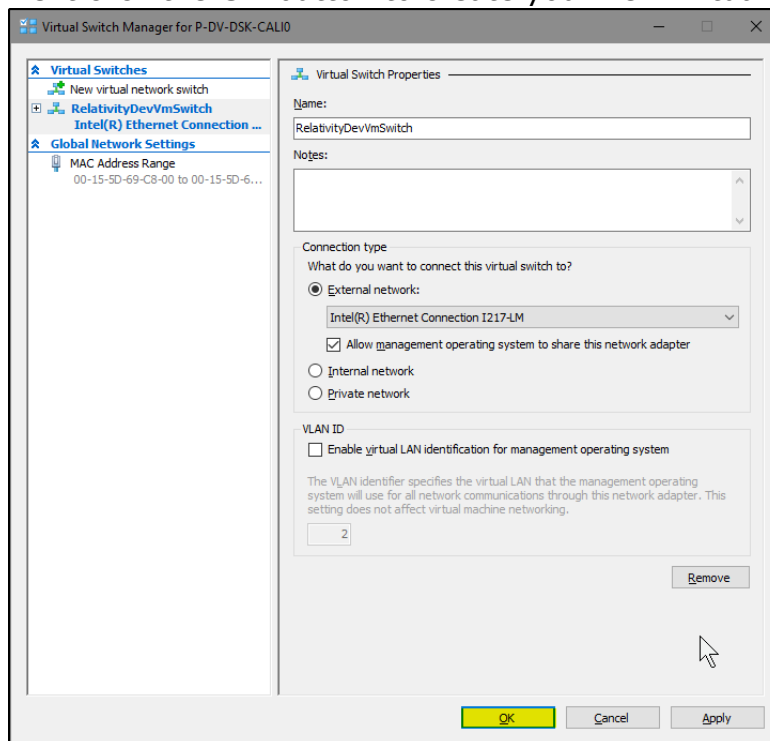 Virtual Switch Manager for P-DV-DSK-CALI0
Virtual Switches
New virtual network switch
RelativityDevVmSwitch
Intel(R) Ethernet Connection ...
Global Network Settings
MAC Address Range
00-15-5D-69-C8-00 to 00-15-5D-6...
Virtual Switch Properties
Name:
RelativityDevVmSwitch
Notes:
Connection type
What do you want to connect this virtual switch to?
External network:
Intel(R) Ethernet Connection I217-LM
Allow management operating system to share this network adapter
Internal network
Private network
VLAN ID
Enable virtual LAN identification for management operating system
The VLAN identifier specifies the virtual LAN that the management operating
system will use for all network communications through this network adapter. This
setting does not affect virtual machine networking.
2
Remove
OK
Cancel
Apply